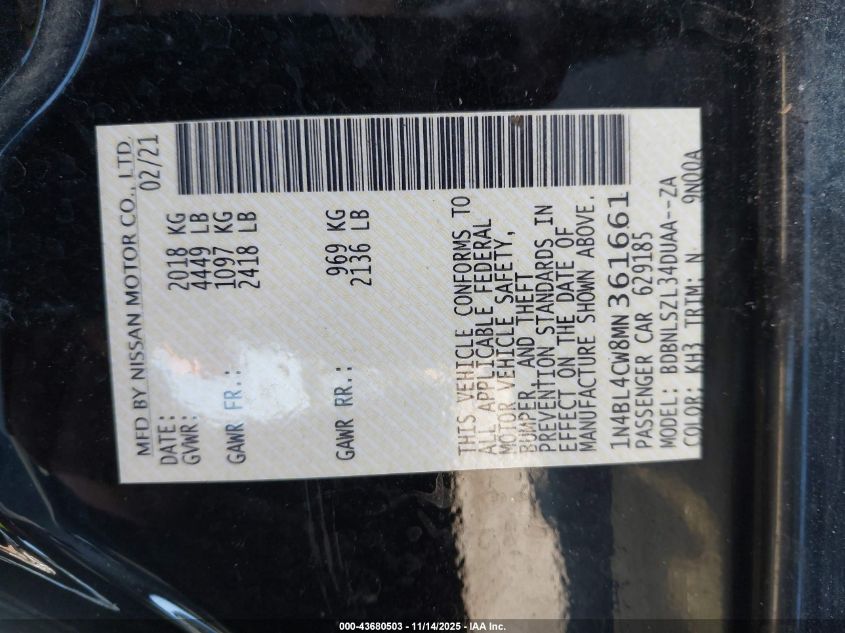 MFD BY NISSAN MOTOR CO., LTD.
DATE: 02/21
GVWR: 2018 KG
4449 LB
GAWR FR.: 1097 KG
2418 LB
GAWR RR.: 969 KG
2136 LB
THIS VEHICLE CONFORMS TO
ALL APPLICABLE FEDERAL
MOTOR VEHICLE SAFETY,
BUMPER, AND THEFT
PREVENTION STANDARDS IN
EFFECT ON THE DATE OF
MANUFACTURE SHOWN ABOVE.
1N4BL4CW8MN361661
PASSENGER CAR 629185
MODEL: BDBNLSZL34DUAA--ZA
COLOR: KH3 TRIM: N 9N00A
000-43680503 - 11/14/2025 - IAA Inc.